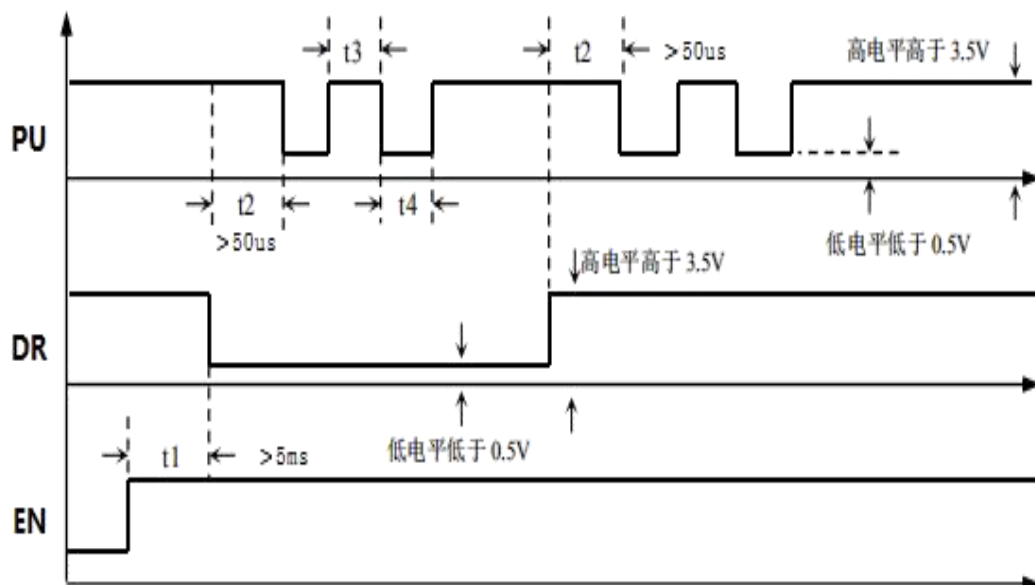 t3
t2
>50us
高电平高于 3.5V
PU
t2
t4
>50us
低电平低于 0.5V
高电平高于 3.5V
DR
t1
>5ms
低电平低于 0.5V
EN